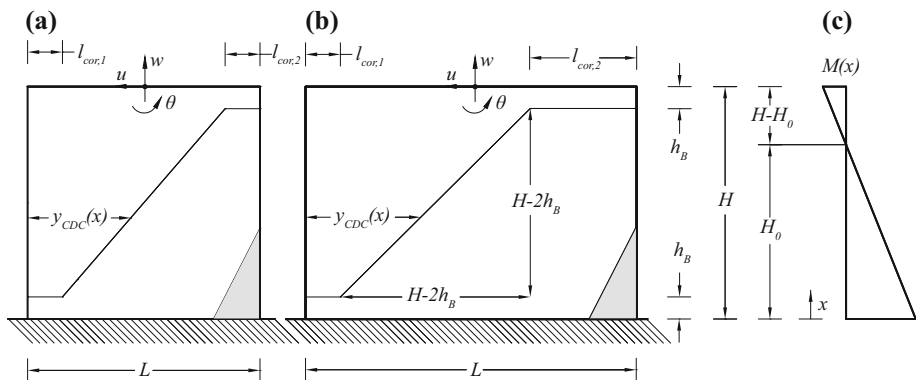 (a) (b) (c)
l_cor,1 w l_cor,2 l_cor,1 w l_cor,2
u u M(x)
θ θ
H-H_0
h_B
y_CDC(x) y_CDC(x) H-2h_B H H_0
h_B
H-2h_B
x
L L